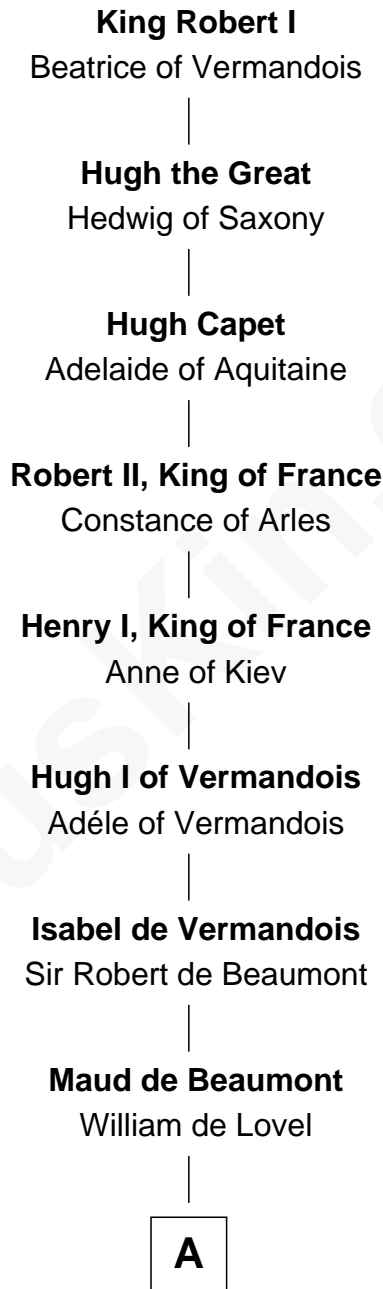 King Robert I
Beatrice of Vermandois
Hugh the Great
Hedwig of Saxony
Hugh Capet
Adelaide of Aquitaine
Robert II, King of France
Constance of Arles
Henry I, King of France
Anne of Kiev
Hugh I of Vermandois
Adéle of Vermandois
Isabel de Vermandois
Sir Robert de Beaumont
Maud de Beaumont
William de Lovel
A